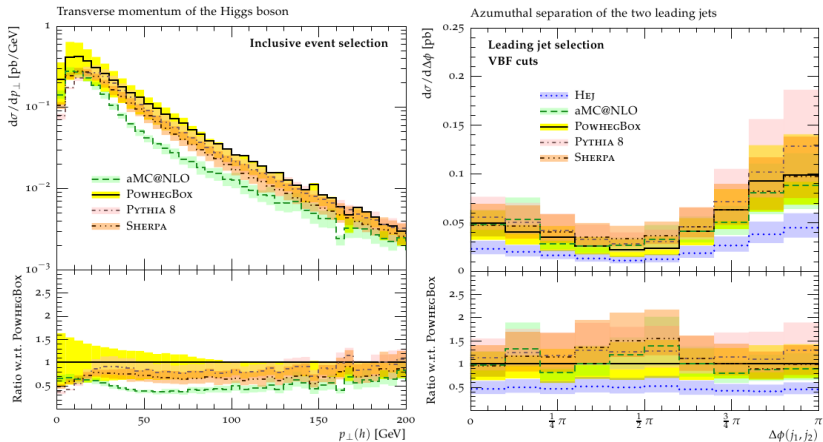 Transverse momentum of the Higgs boson
dσ/dp⊥ [pb/GeV]
1
10⁻¹
10⁻²
10⁻³
Inclusive event selection
aMC@NLO
PowhegBox
Pythia 8
Sherpa
Ratio w.r.t. PowhegBox
2.5
2
1.5
1
0.5
0
50
100
150
200
p⊥(h) [GeV]
Azumuthal separation of the two leading jets
dσ/dΔϕ [pb]
0.25
0.2
0.15
0.1
0.05
0
Leading jet selection
VBF cuts
Hej
aMC@NLO
PowhegBox
Pythia 8
Sherpa
Ratio w.r.t. PowhegBox
2.5
2
1.5
1
0.5
0
1/4 π
1/2 π
3/4 π
π
Δϕ(j₁, j₂)